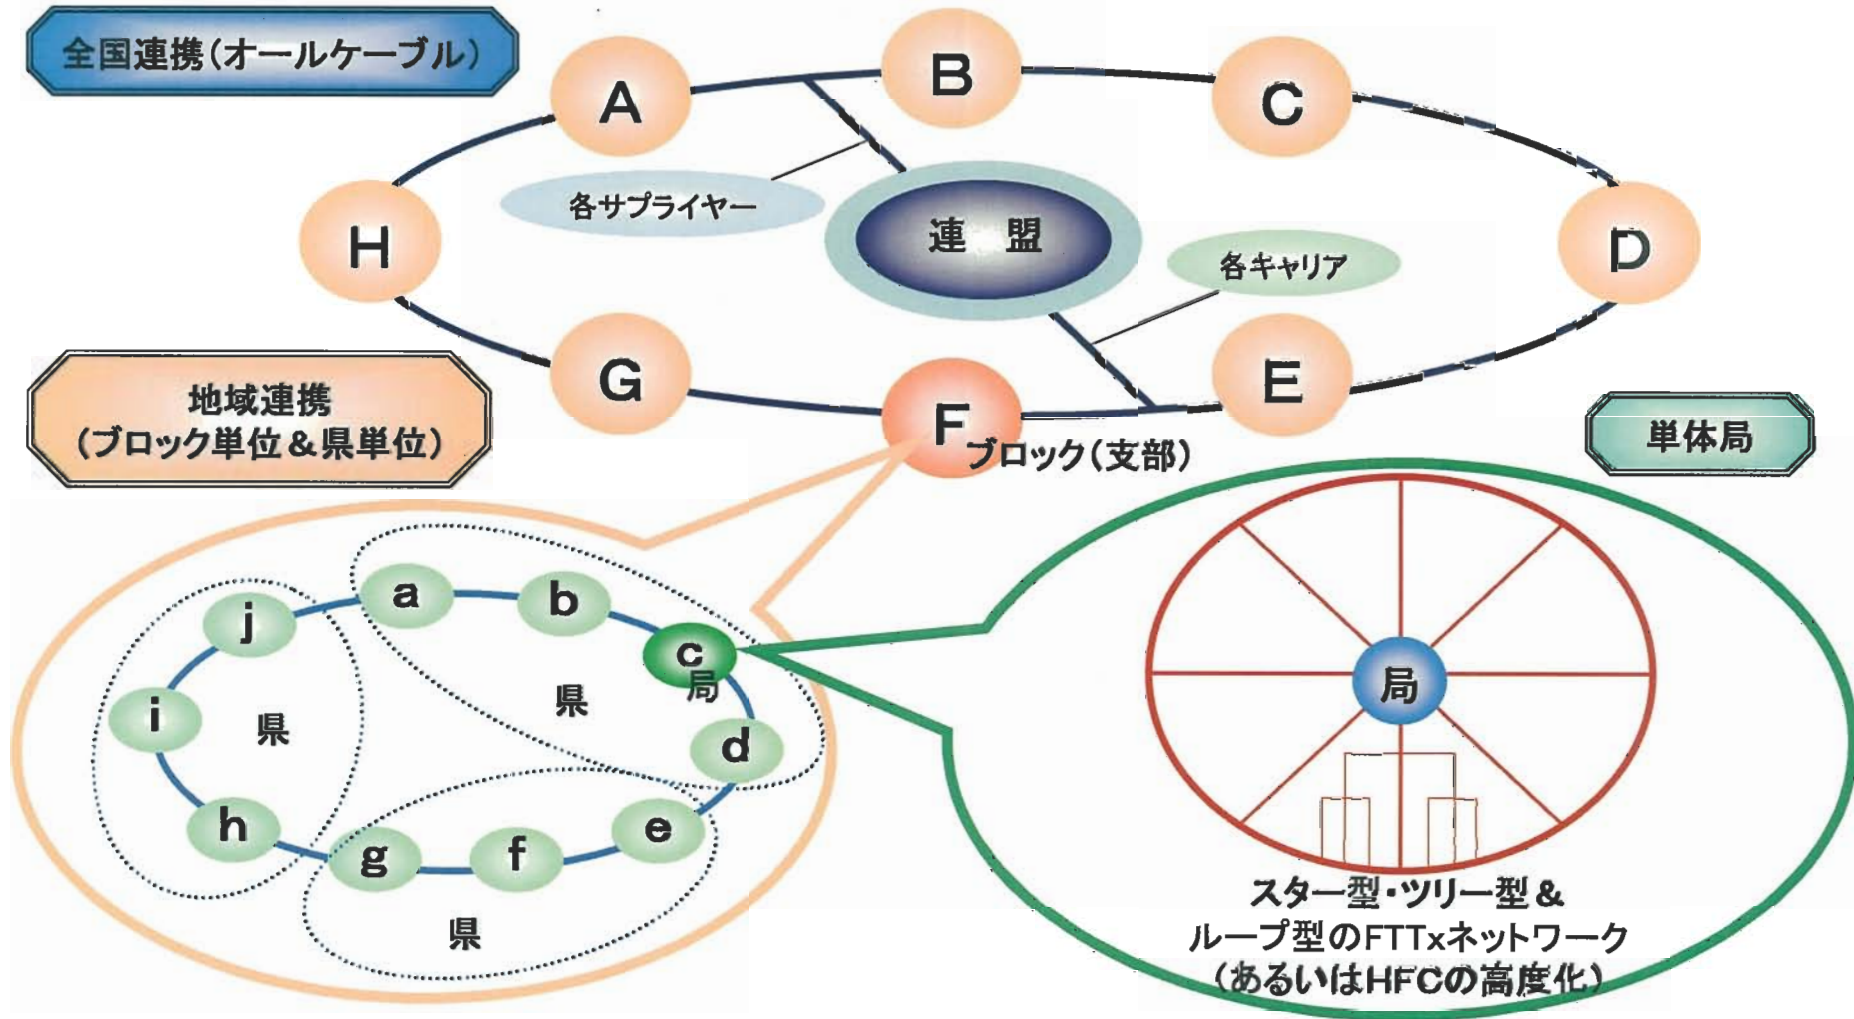 全国連携(オールケーブル)
A
B
C
D
E
F
G
H
各サプライヤー
連　盟
各キャリア
ブロック(支部)
地域連携
(ブロック単位＆県単位)
単体局
a
b
c
局
d
e
f
g
h
i
j
県
県
県
局
スター型・ツリー型＆
ループ型のFTTxネットワーク
(あるいはHFCの高度化)